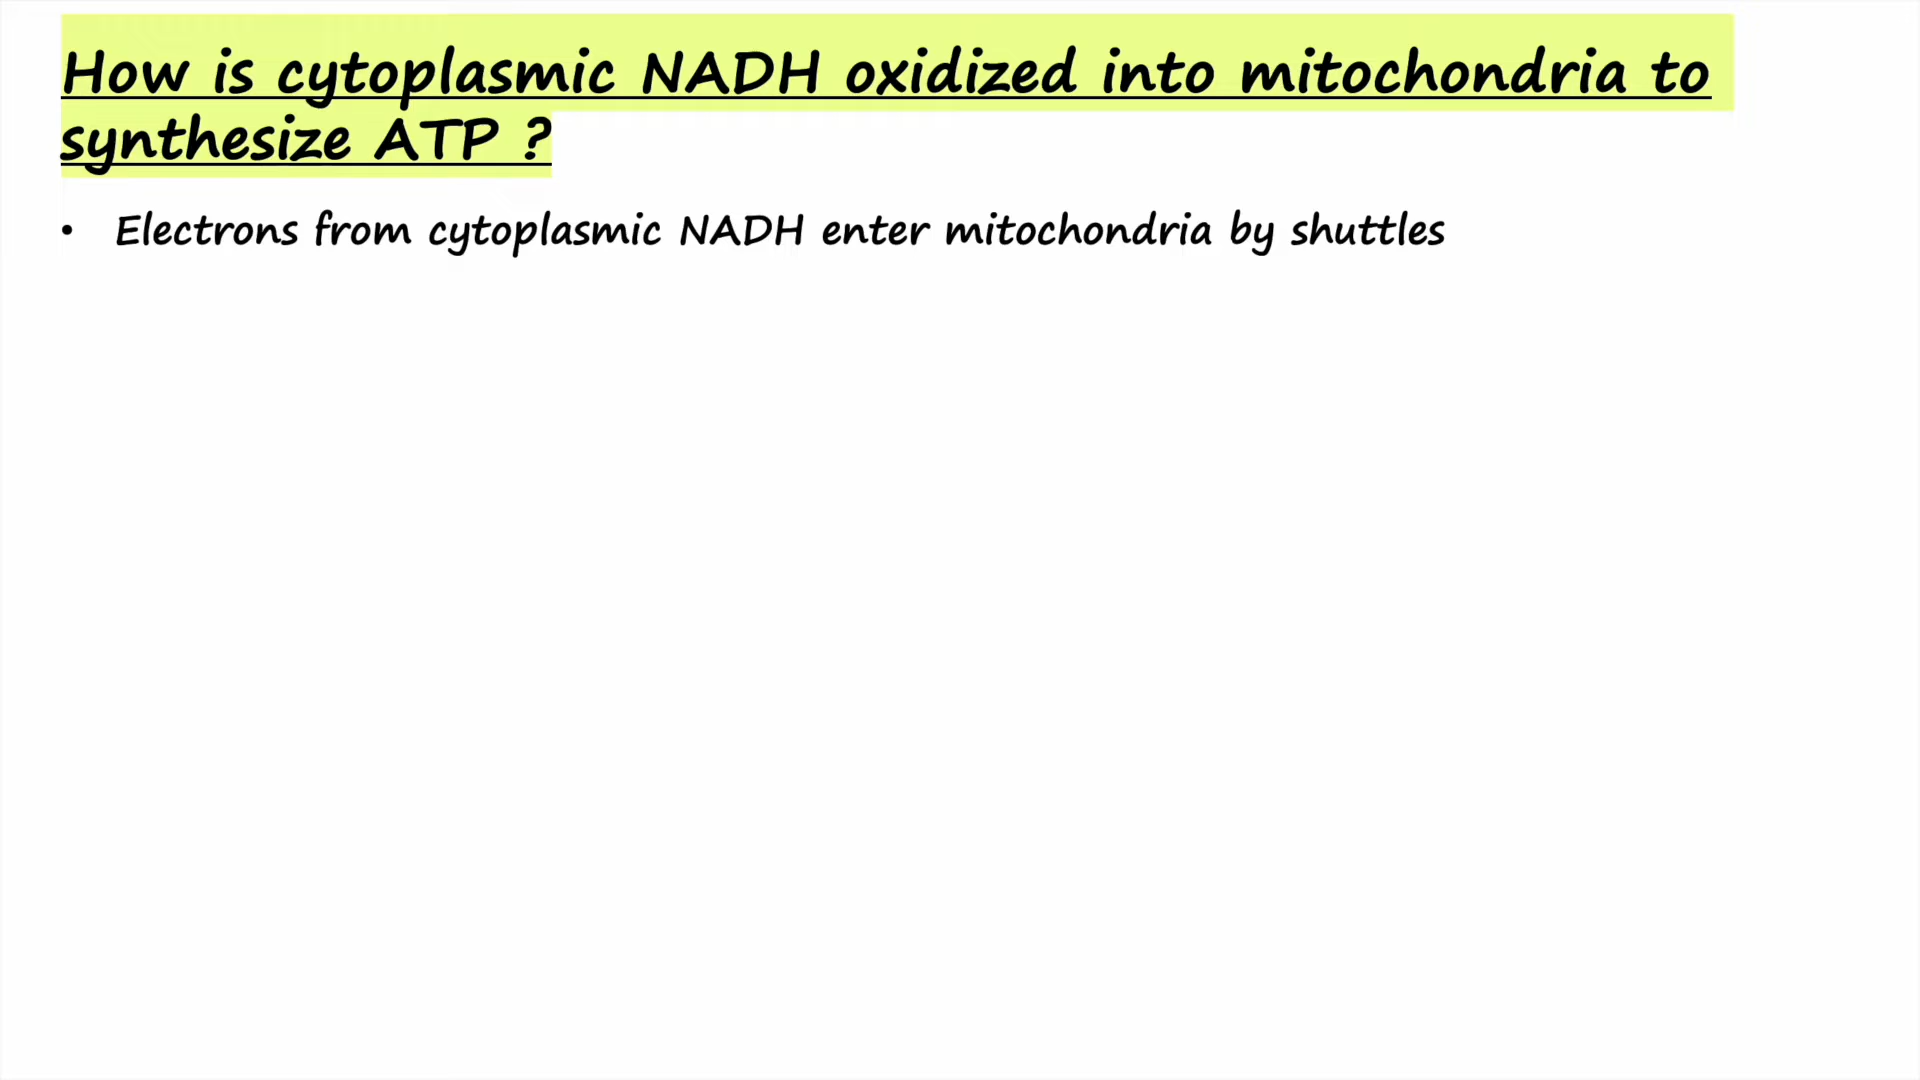 How is cytoplasmic NADH oxidized into mitochondria to
synthesize ATP ?
• Electrons from cytoplasmic NADH enter mitochondria by shuttles